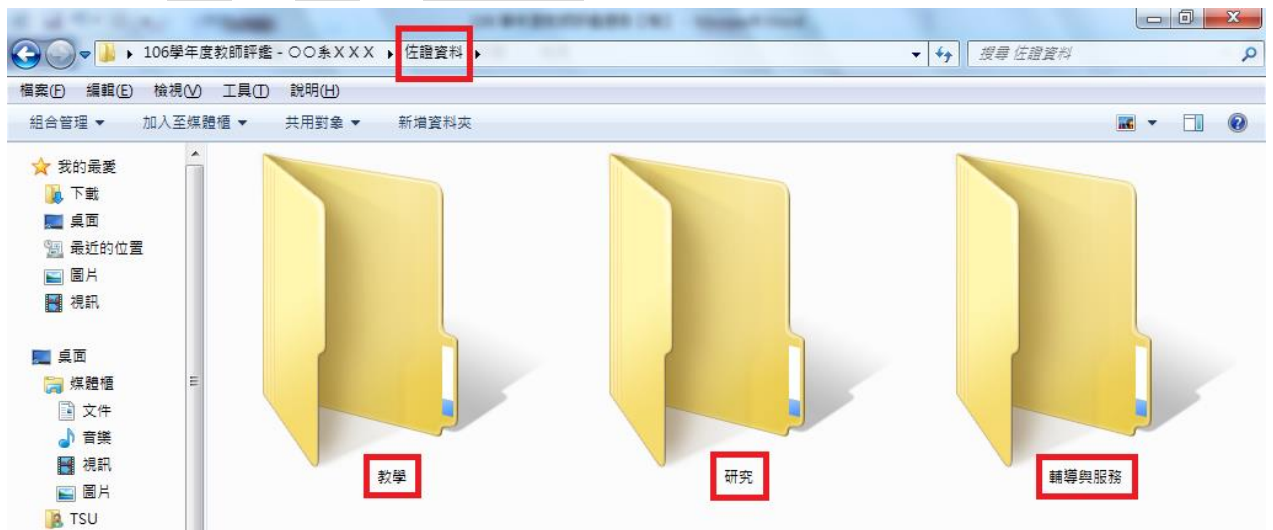 106學年度教師評鑑 - ○○系XXX ▸ 佐證資料 ▸
搜尋 佐證資料
檔案(F) 編輯(E) 檢視(V) 工具(T) 說明(H)
組合管理 ▼ 加入至媒體櫃 ▼ 共用對象 ▼ 新增資料夾
我的最愛
下載
桌面
最近的位置
圖片
視訊
桌面
媒體櫃
文件
音樂
視訊
圖片
TSU
教學
研究
輔導與服務